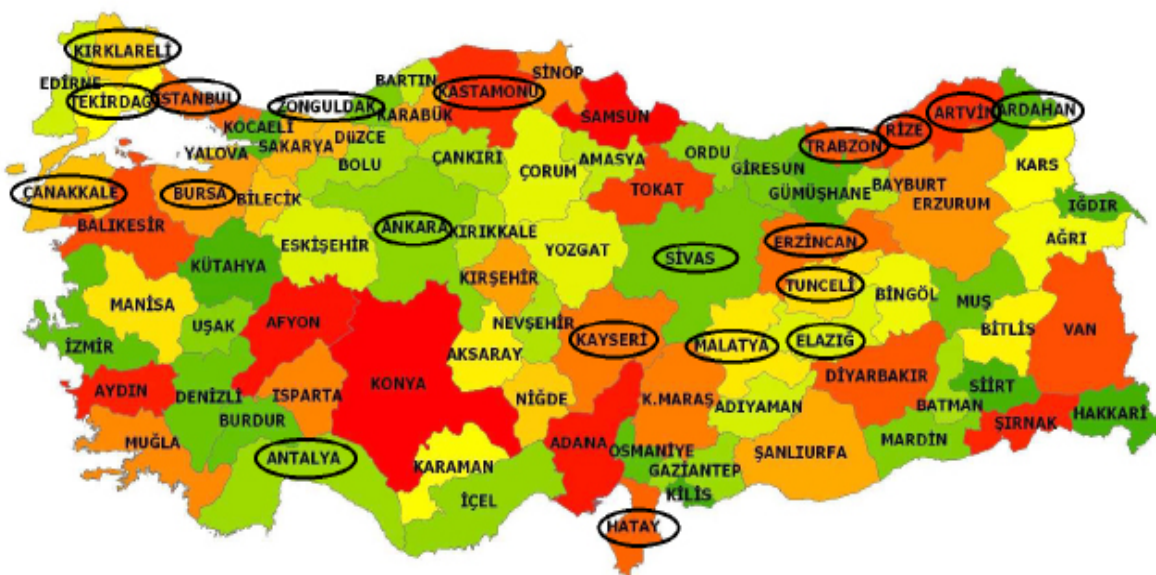 KIRKLARELİ
EDİRNE
TEKİRDAĞ
İSTANBUL
KOCAELİ
YALOVA
SAKARYA
ZONGULDAK
DÜZCE
BOLU
BARTIN
KARABÜK
KASTAMONU
SİNOP
SAMSUN
ÇANKIRI
ÇORUM
AMASYA
TOKAT
ORDU
GİRESUN
GÜMÜŞHANE
TRABZON
RİZE
ARTVİN
ARDAHAN
BAYBURT
ERZURUM
KARS
IĞDIR
AĞRI
ÇANAKKALE
BALIKESİR
BURSA
BİLECİK
ESKİŞEHİR
KÜTAHYA
ANKARA
KIRIKKALE
KIRŞEHİR
YOZGAT
SİVAS
ERZİNCAN
TUNCELİ
BİNGÖL
MUŞ
BİTLİS
VAN
MANİSA
İZMİR
UŞAK
AFYON
KONYA
AKSARAY
NEVŞEHİR
KAYSERİ
MALATYA
ELAZIĞ
DİYARBAKIR
BATMAN
SİİRT
ŞIRNAK
HAKKARİ
AYDIN
DENİZLİ
ISPARTA
BURDUR
MUĞLA
ANTALYA
KARAMAN
İÇEL
NİĞDE
ADANA
K.MARAŞ
ADIYAMAN
OSMANİYE
GAZİANTEP
KİLİS
HATAY
ŞANLIURFA
MARDİN